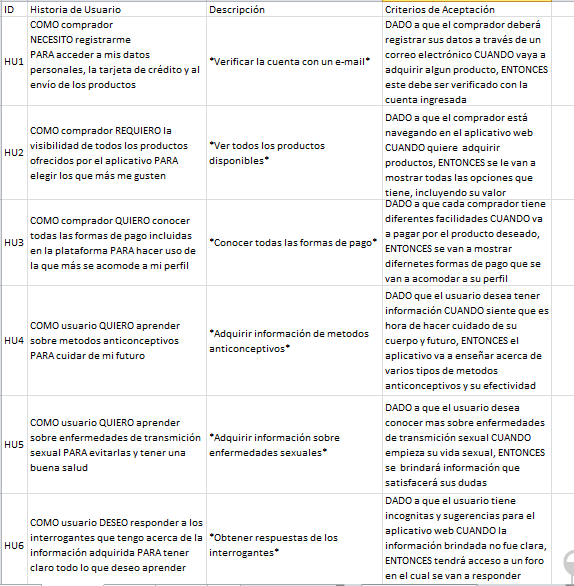 ID Historia de Usuario Descripción Criterios de Aceptación
HU1
COMO comprador
NECESITO registrarme
PARA acceder a mis datos
personales, la tarjeta de crédito y al
envío de los productos
*Verificar la cuenta con un e-mail*
DADO a que el comprador deberá
registrar sus datos a través de un
correo electrónico CUANDO vaya a
adquirir algun producto, ENTONCES
este debe ser verificado con la
cuenta ingresada
HU2
COMO comprador REQUIERO la
visibilidad de todos los productos
ofrecidos por el aplicativo PARA
elegir los que más me gusten
*Ver todos los productos
disponibles*
DADO a que el comprador está
navegando en el aplicativo web
CUANDO quiere adquirir
productos, ENTONCES se le van a
mostrar todas las opciones que
tiene, incluyendo su valor
HU3
COMO comprador QUIERO conocer
todas las formas de pago incluidas
en la plataforma PARA hacer uso de
la que más se acomode a mi perfil
*Conocer todas las formas de pago*
DADO a que cada comprador tiene
diferentes facilidades CUANDO va
a pagar por el producto deseado,
ENTONCES se van a mostrar
difernetes formas de pago que se
van a acomodar a su perfil
HU4
COMO usuario QUIERO aprender
sobre metodos anticonceptivos
PARA cuidar de mi futuro
*Adquirir información de metodos
anticonceptivos*
DADO que el usuario desea tener
información CUANDO siente que es
hora de hacer cuidado de su
cuerpo y futuro, ENTONCES el
aplicativo va a enseñar acerca de
varios tipos de metodos
anticonceptivos y su efectividad
HU5
COMO usuario QUIERO aprender
sobre enfermedades de transmición
sexual PARA evitarlas y tener una
buena salud
*Adquirir información sobre
enfermedades sexuales*
DADO a que el usuario desea
conocer mas sobre enfermedades
de transmición sexual CUANDO
empieza su vida sexual, ENTONCES
se brindará información que
satisfacerá sus dudas
HU6
COMO usuario DESEO responder a los
interrogantes que tengo acerca de la
información adquirida PARA tener
claro todo lo que deseo aprender
*Obtener respuestas de los
interrogantes*
DADO a que el usuario tiene
incognitas y sugerencias para el
aplicativo web CUANDO la
información brindada no fue clara,
ENTONCES tendrá acceso a un foro
en el cual se van a responder